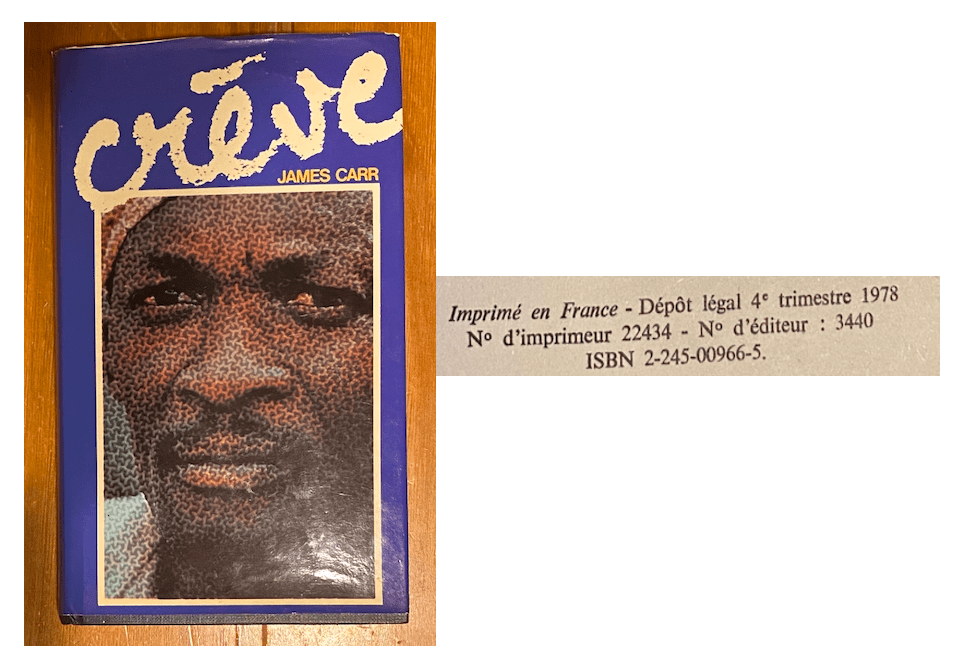 crève
JAMES CARR
Imprimé en France - Dépôt légal 4e trimestre 1978
No d'imprimeur 22434 - No d'éditeur : 3440
ISBN 2-245-00966-5.